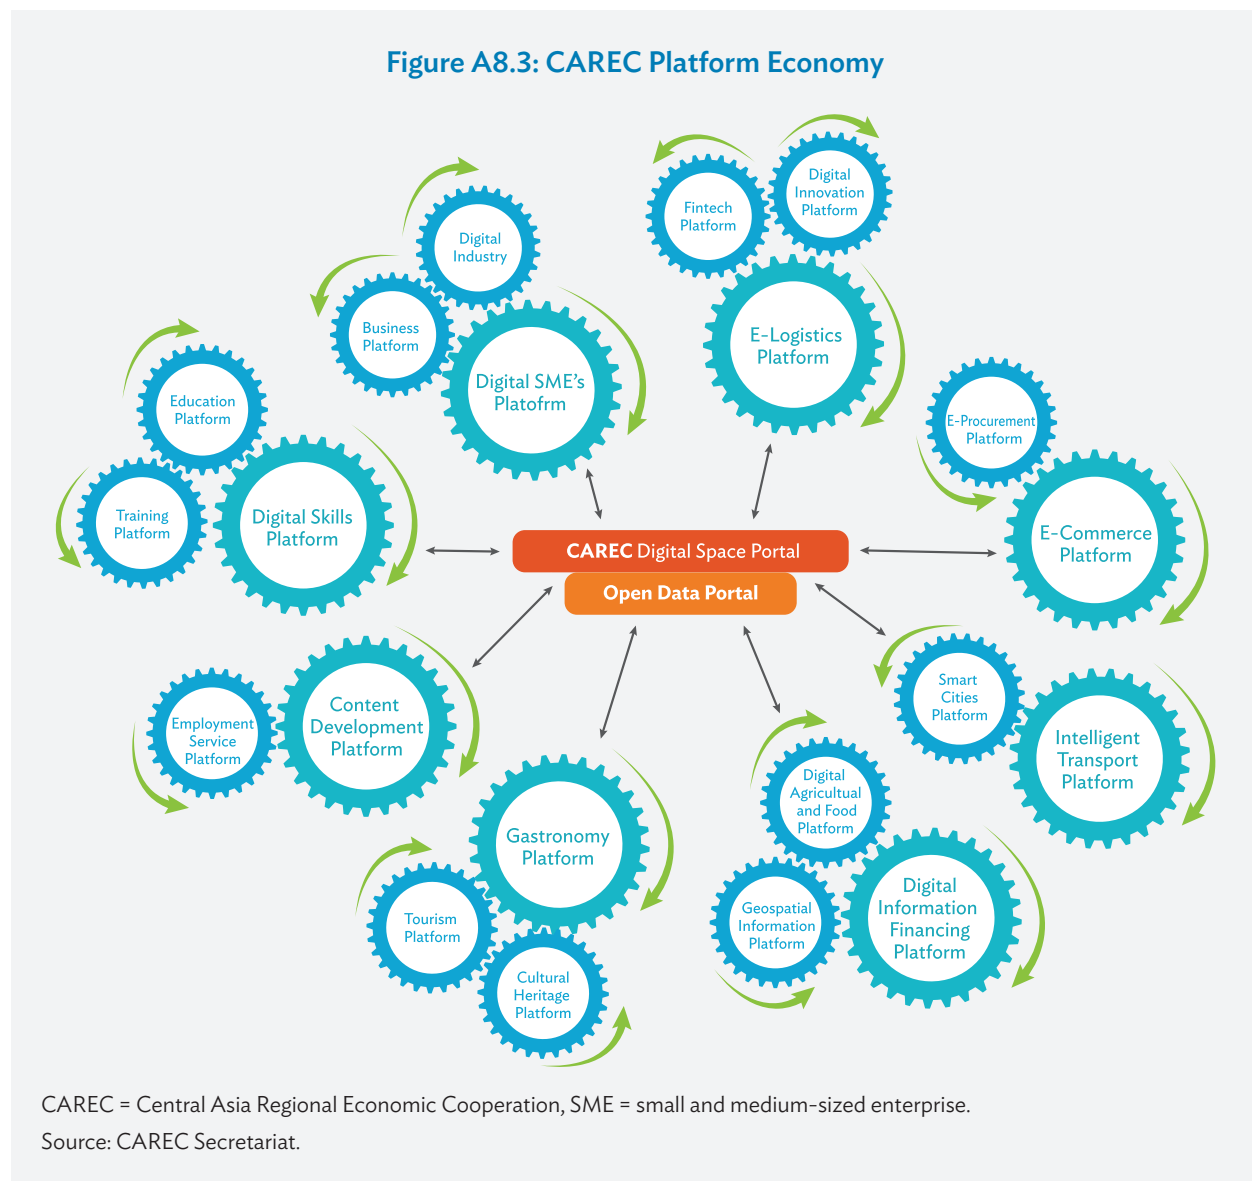 Figure A8.3: CAREC Platform Economy
Digital
Innovation
Platform
Fintech
Platform
Digital
Industry
Business
Platform
E-Logistics
Platform
Digital SME's
Platofrm
Education
Platform
E-Procurement
Platform
Training
Platform
Digital Skills
Platform
E-Commerce
Platform
CAREC Digital Space Portal
Open Data Portal
Smart
Cities
Platform
Content
Development
Platform
Employment
Service
Platform
Intelligent
Transport
Platform
Digital
Agricultual
and Food
Platform
Gastronomy
Platform
Digital
Information
Financing
Platform
Geospatial
Information
Platform
Tourism
Platform
Cultural
Heritage
Platform
CAREC = Central Asia Regional Economic Cooperation, SME = small and medium-sized enterprise.
Source: CAREC Secretariat.